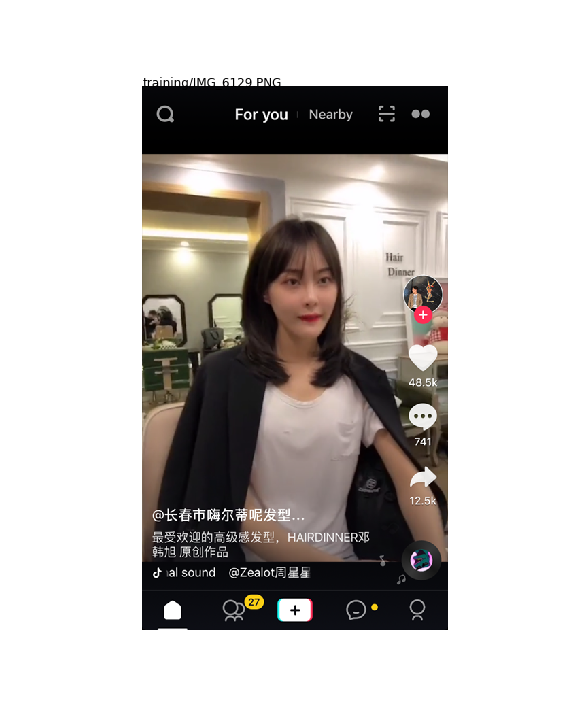 training/IMG_6129.PNG
For you
Nearby
Hair
Dinner
48.5k
741
12.5k
@长春市嗨尔蒂呢发型...
最受欢迎的高级感发型，HAIRDINNER邓
韩旭 原创作品
nal sound @Zealot周星星
27